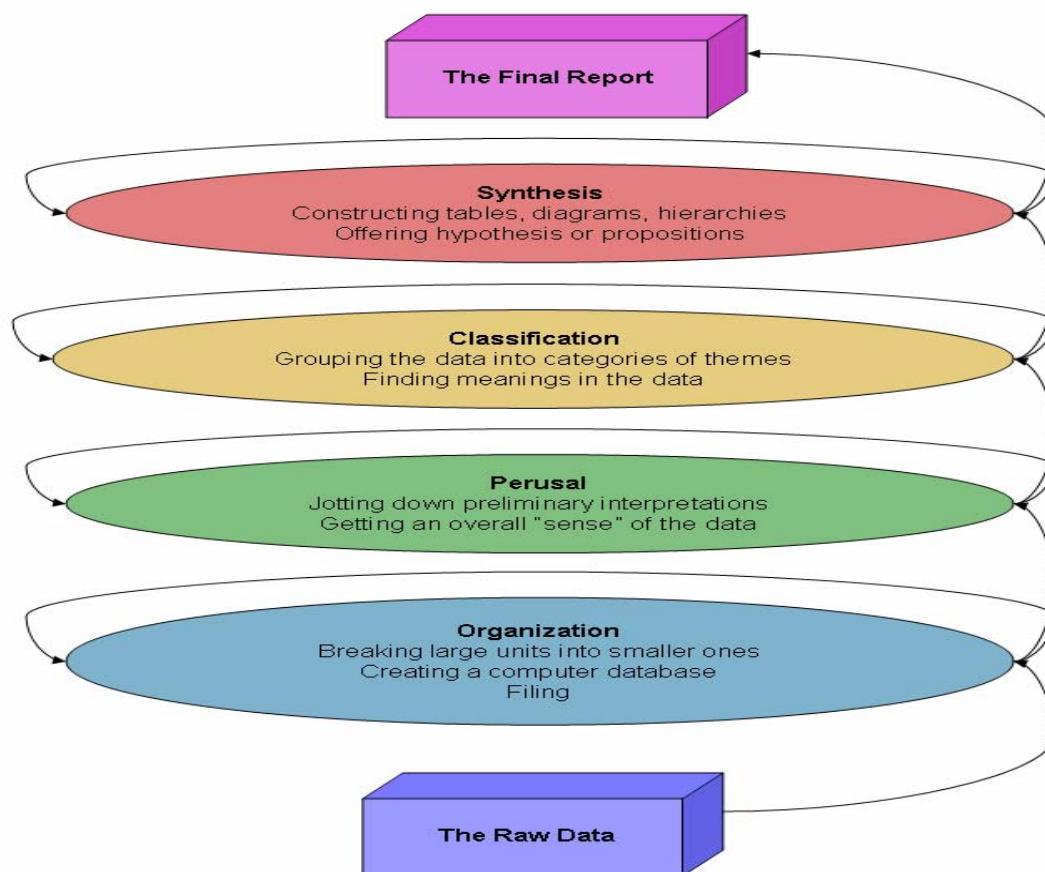 The Final Report
Synthesis
Constructing tables, diagrams, hierarchies
Offering hypothesis or propositions
Classification
Grouping the data into categories of themes
Finding meanings in the data
Perusal
Jotting down preliminary interpretations
Getting an overall "sense" of the data
Organization
Breaking large units into smaller ones
Creating a computer database
Filing
The Raw Data